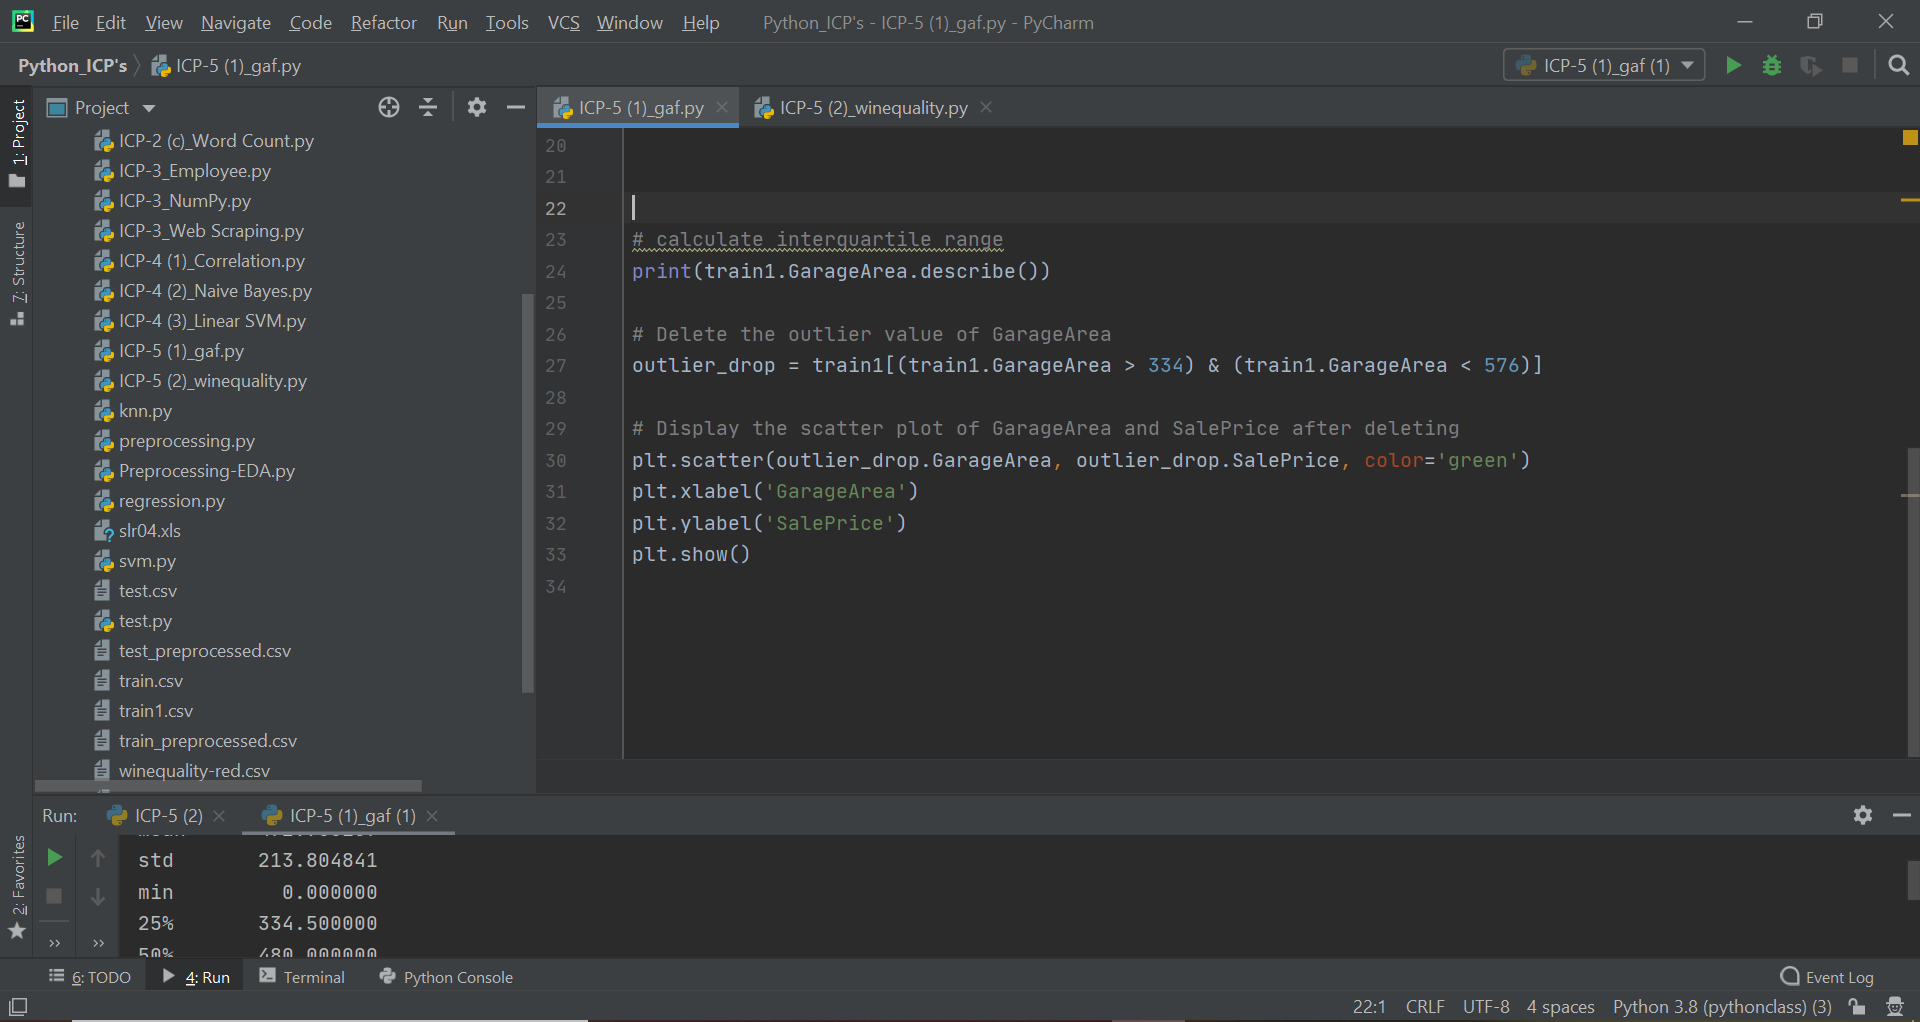 PC File Edit View Navigate Code Refactor Run Tools VCS Window Help Python_ICP's - ICP-5 (1)_gaf.py - PyCharm
Python_ICP's ICP-5 (1)_gaf.py ICP-5 (1)_gaf (1)
1: Project
7: Structure
2: Favorites
Project
ICP-2 (c)_Word Count.py
ICP-3_Employee.py
ICP-3_NumPy.py
ICP-3_Web Scraping.py
ICP-4 (1)_Correlation.py
ICP-4 (2)_Naive Bayes.py
ICP-4 (3)_Linear SVM.py
ICP-5 (1)_gaf.py
ICP-5 (2)_winequality.py
knn.py
preprocessing.py
Preprocessing-EDA.py
regression.py
slr04.xls
svm.py
test.csv
test.py
test_preprocessed.csv
train.csv
train1.csv
train_preprocessed.csv
winequality-red.csv
ICP-5 (1)_gaf.py ICP-5 (2)_winequality.py
20
21
22
23 # calculate interquartile range
24 print(train1.GarageArea.describe())
25
26 # Delete the outlier value of GarageArea
27 outlier_drop = train1[(train1.GarageArea > 334) & (train1.GarageArea < 576)]
28
29 # Display the scatter plot of GarageArea and SalePrice after deleting
30 plt.scatter(outlier_drop.GarageArea, outlier_drop.SalePrice, color='green')
31 plt.xlabel('GarageArea')
32 plt.ylabel('SalePrice')
33 plt.show()
34
Run: ICP-5 (2) ICP-5 (1)_gaf (1)
std 213.804841
min 0.000000
25% 334.500000
50% 480.000000
6: TODO 4: Run Terminal Python Console Event Log
22:1 CRLF UTF-8 4 spaces Python 3.8 (pythonclass) (3)